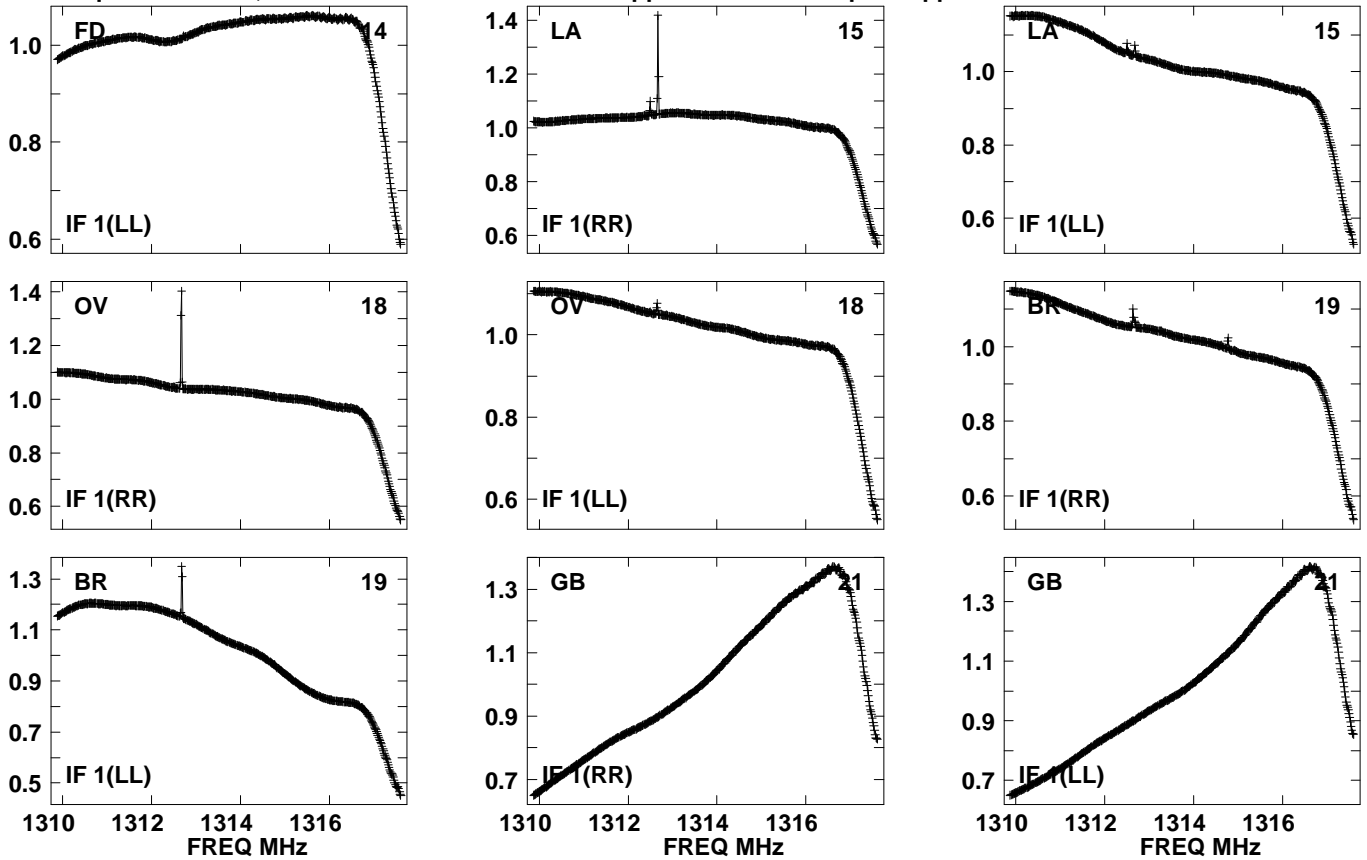 FD 14
1.0
0.8
0.6
IF 1(LL)
LA 15
1.4
1.2
1.0
0.8
0.6
IF 1(RR)
LA 15
1.0
0.8
0.6
IF 1(LL)
OV 18
1.4
1.2
1.0
0.8
0.6
IF 1(RR)
OV 18
1.0
0.8
0.6
IF 1(LL)
BR 19
1.0
0.8
0.6
IF 1(RR)
BR 19
1.3
1.1
0.9
0.7
0.5
IF 1(LL)
1310 1312 1314 1316
FREQ MHz
GB 21
1.3
1.1
0.9
0.7
IF 1(RR)
1310 1312 1314 1316
FREQ MHz
GB 21
1.3
1.1
0.9
0.7
IF 1(LL)
1310 1312 1314 1316
FREQ MHz